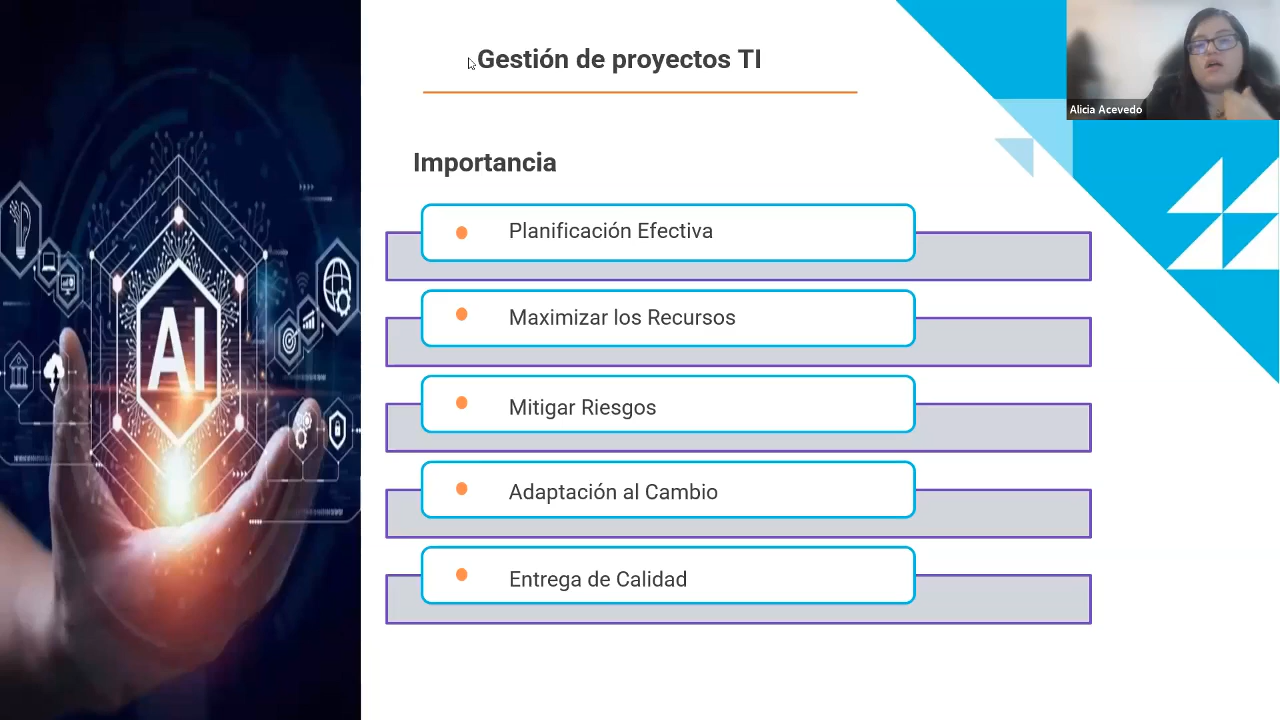 Gestión de proyectos TI
Alicia Acevedo
Importancia
Planificación Efectiva
Maximizar los Recursos
AI
Mitigar Riesgos
Adaptación al Cambio
Entrega de Calidad